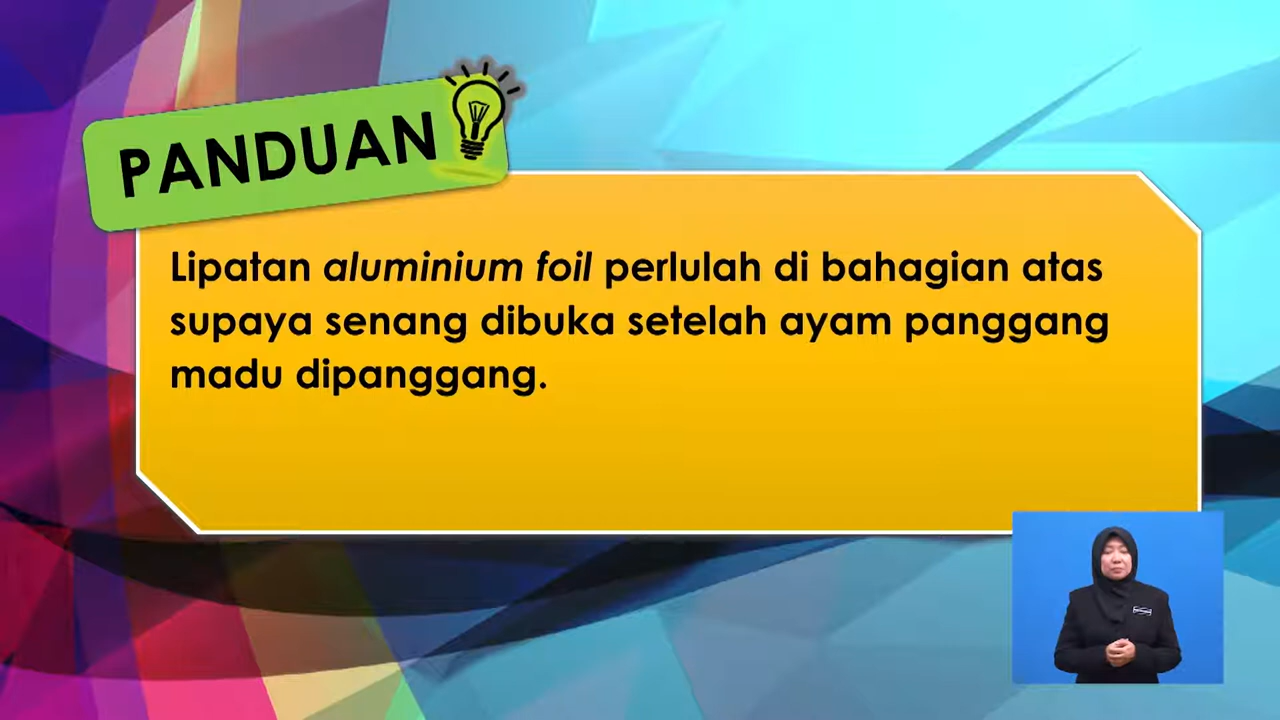 PANDUAN
Lipatan aluminium foil perlulah di bahagian atas
supaya senang dibuka setelah ayam panggang
madu dipanggang.